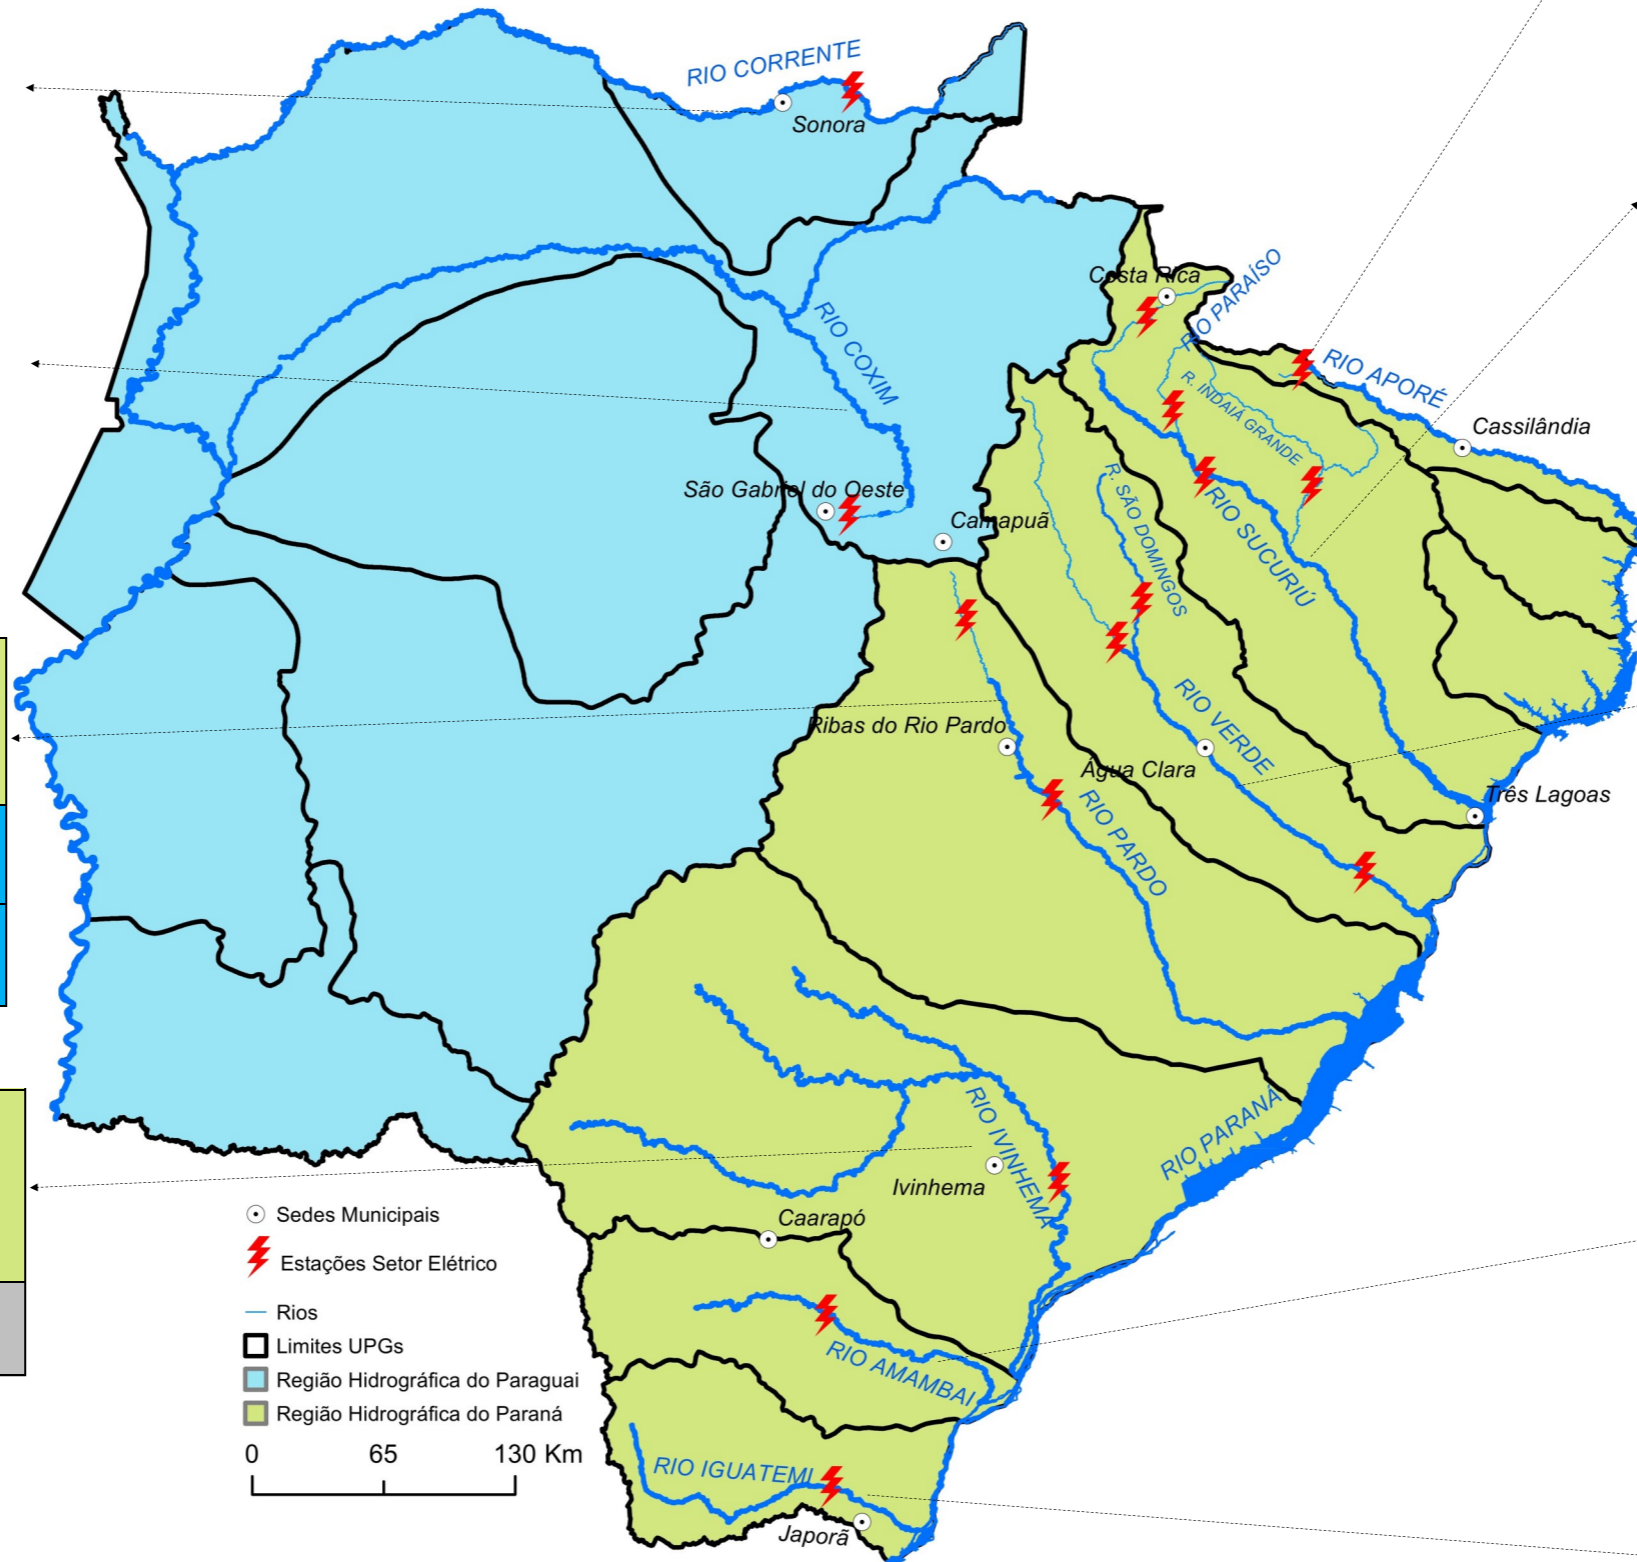 RIO CORRENTE
Sonora
Costa Rica
RIO PARAÍSO
RIO COXIM
RIO APORÉ
R. INDAIÁ GRANDE
Cassilândia
São Gabriel do Oeste
R. SÃO DOMINGOS
RIO SUCURIÚ
Camapuã
Ribas do Rio Pardo
RIO VERDE
Água Clara
RIO PARDO
Três Lagoas
RIO IVINHEMA
RIO PARANÁ
Ivinhema
Caarapó
RIO AMAMBAI
RIO IGUATEMI
Japorã
Sedes Municipais
Estações Setor Elétrico
Rios
Limites UPGs
Região Hidrográfica do Paraguai
Região Hidrográfica do Paraná
0 65 130 Km